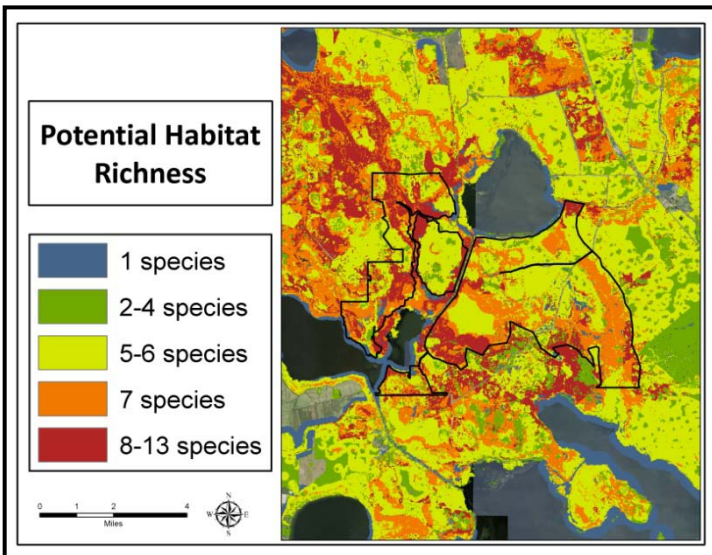 Potential Habitat
Richness
1 species
2-4 species
5-6 species
7 species
8-13 species
0 1 2 4
Miles
N
W E
S